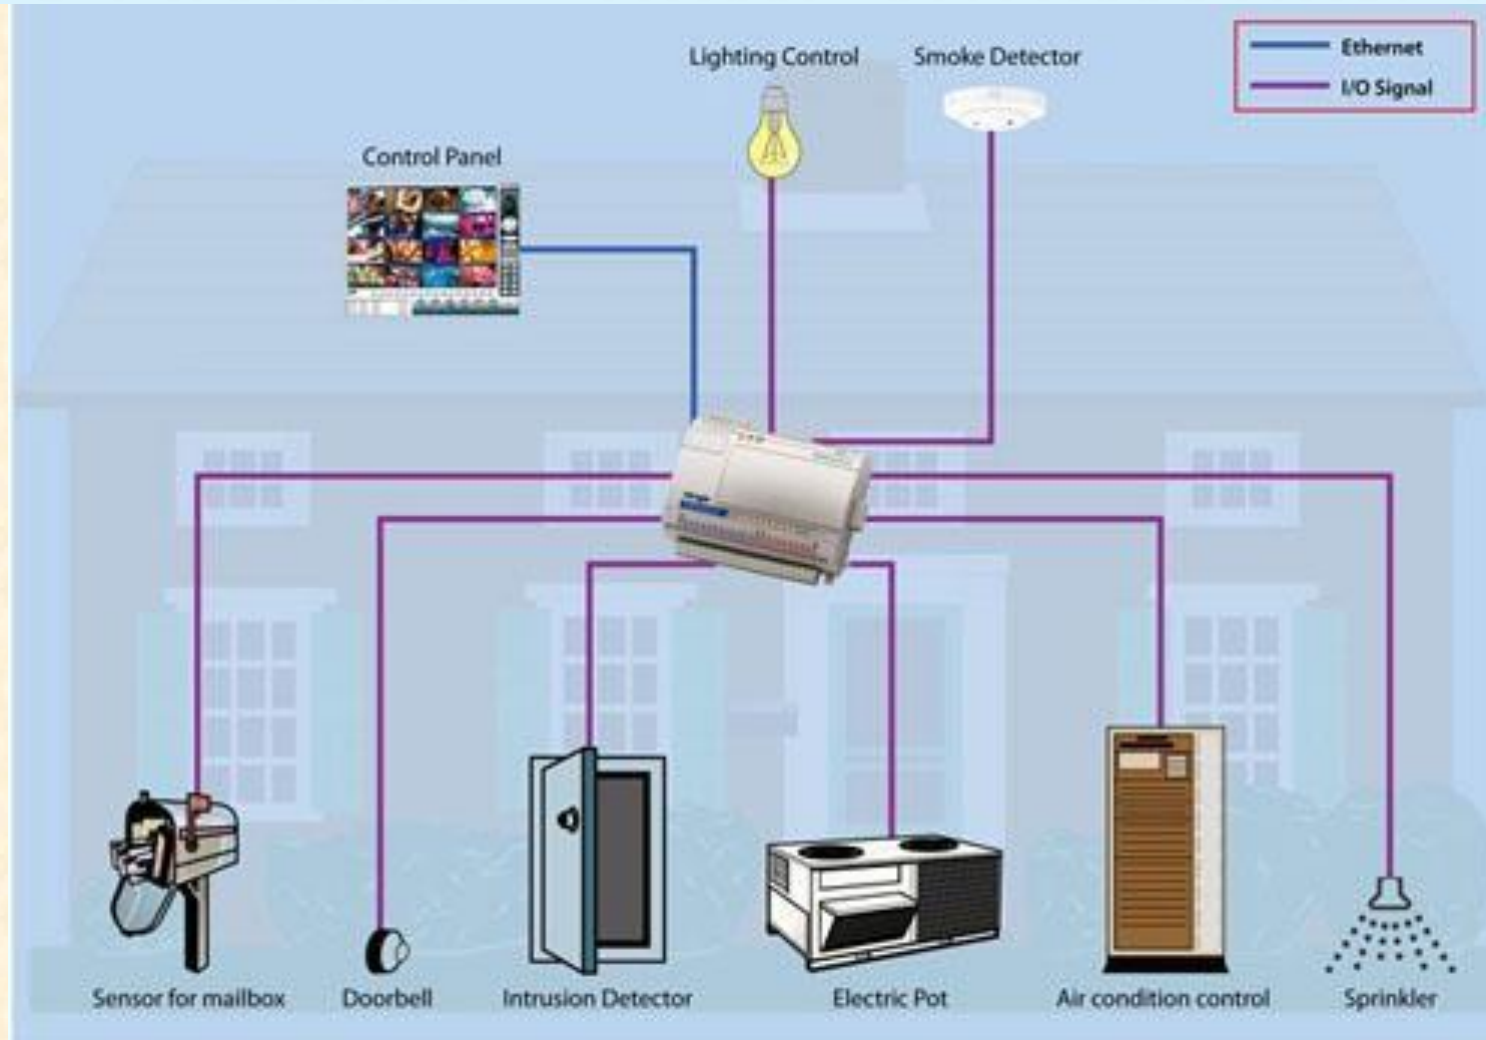 Lighting Control
Smoke Detector
Ethernet
I/O Signal
Control Panel
Sensor for mailbox
Doorbell
Intrusion Detector
Electric Pot
Air condition control
Sprinkler